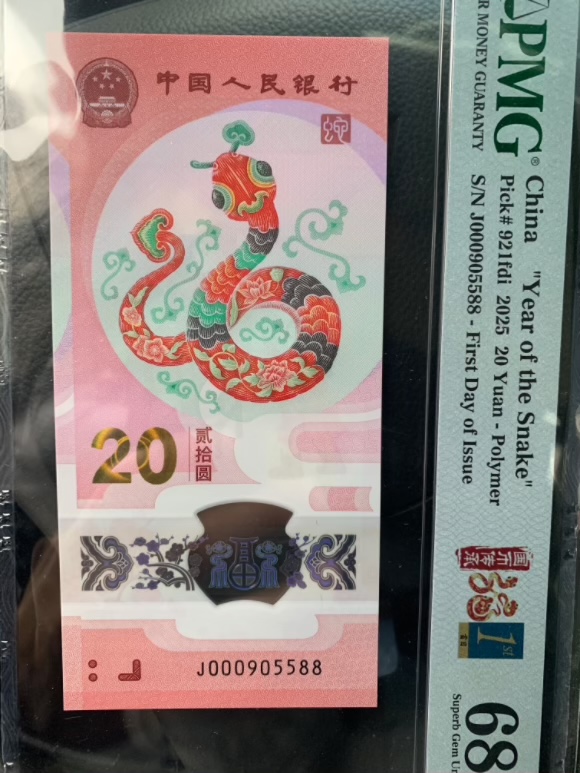 中国人民银行
蛇
20
贰拾圆
J000905588
PMG®
R MONEY GUARANTY
China "Year of the Snake"
Pick# 921fdi 2025 20 Yuan - Polymer
S/N J000905588 - First Day of Issue
1st
68
Superb Gem Un